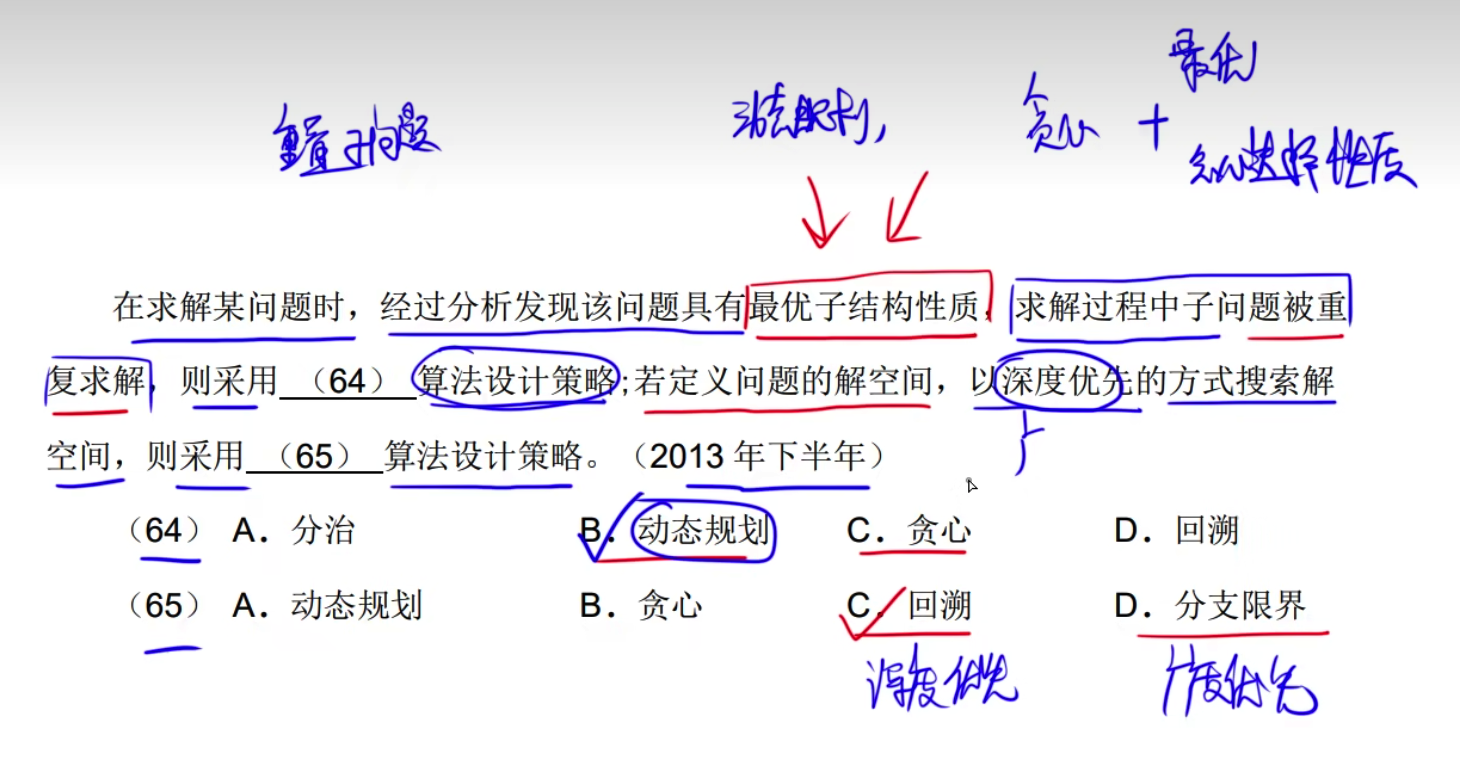 最优
重叠子问题
动态规划,
贪心 +
贪心选择性质
在求解某问题时，经过分析发现该问题具有最优子结构性质，求解过程中子问题被重
复求解，则采用（64）算法设计策略;若定义问题的解空间，以深度优先的方式搜索解
空间，则采用（65）算法设计策略。（2013 年下半年）
（64） A．分治 B．动态规划 C．贪心 D．回溯
（65） A．动态规划 B．贪心 C．回溯 D．分支限界
深度优先 广度优先